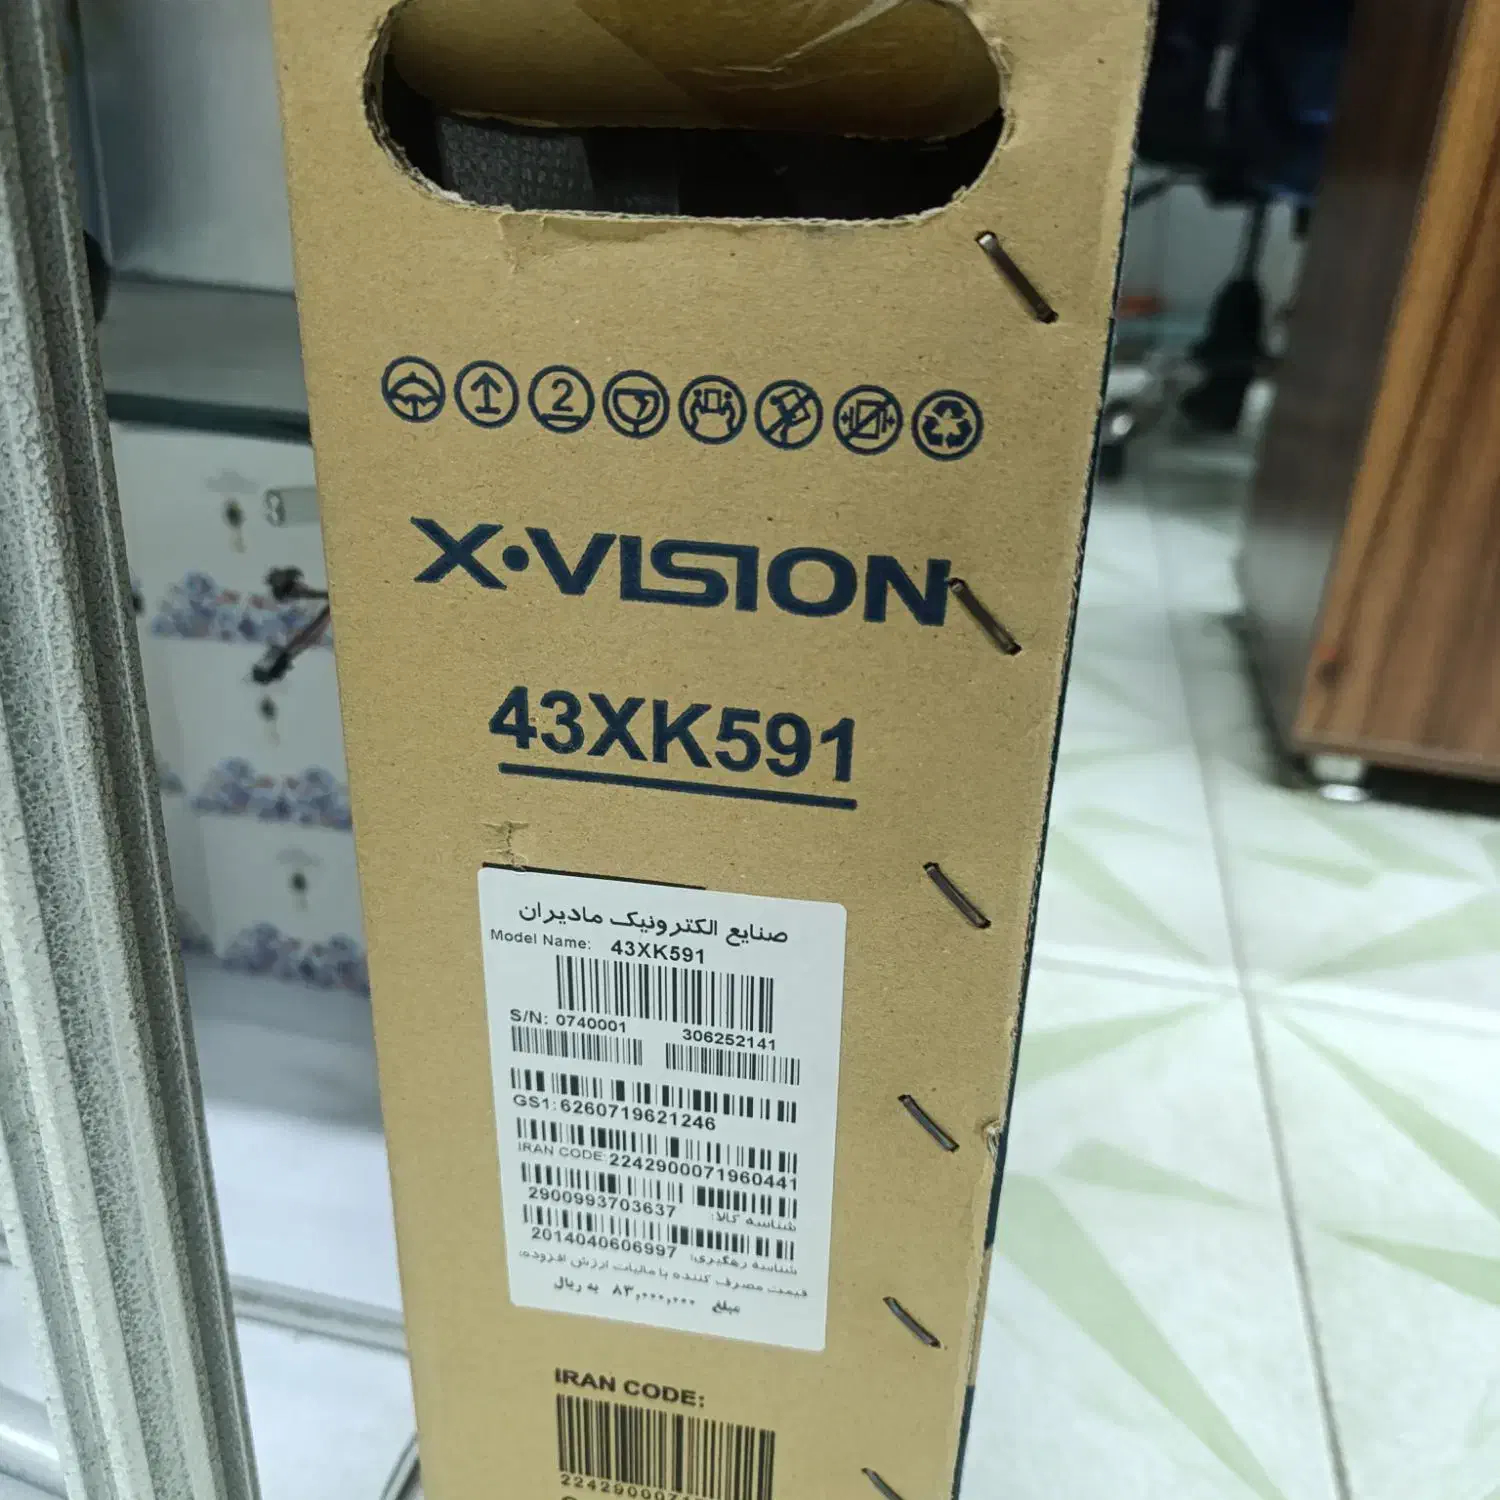 2
X·VISION
43XK591
صنایع الکترونیک مادیران
Model Name: 43XK591
S/N: 0740001 306252141
GS1: 6260719621246
IRAN CODE: 2242900071960441
شناسه کالا: 2900993703637
شناسه رهگیری: 2014040606997
قیمت مصرف کننده با مالیات ارزش افزوده:
مبلغ ۸۳,۰۰۰,۰۰۰ به ریال
IRAN CODE: